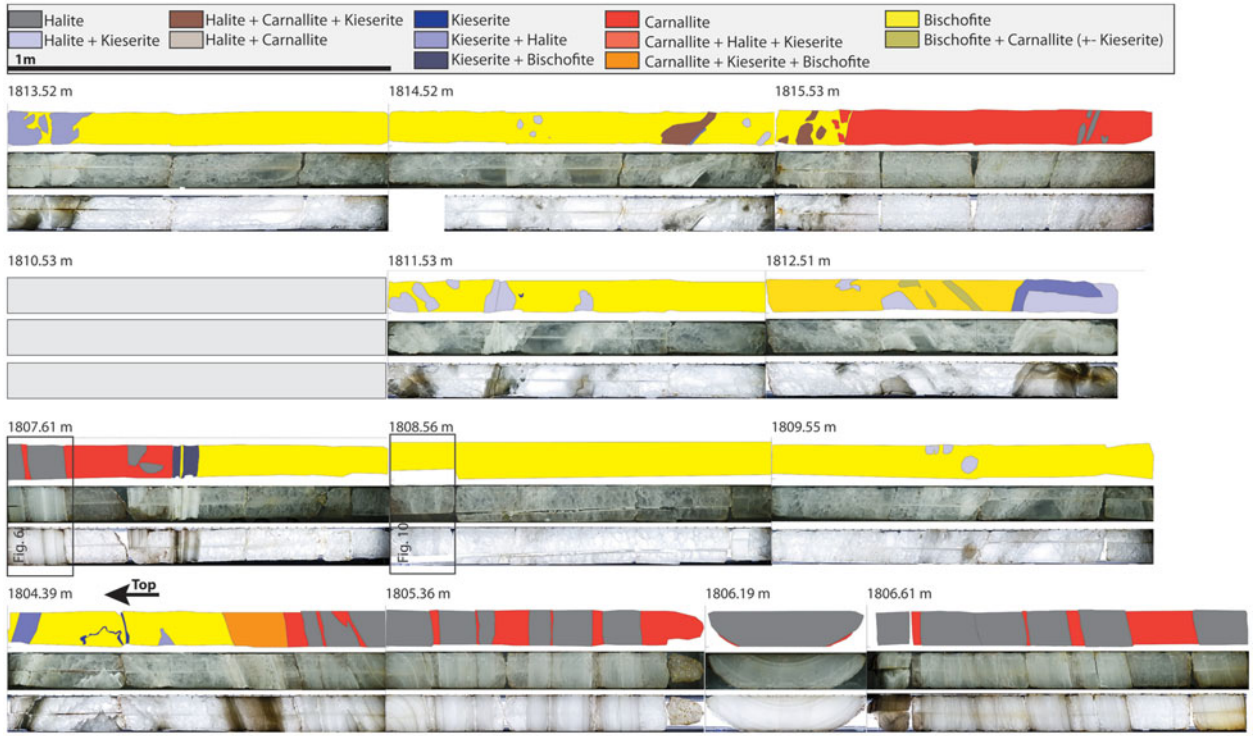 Halite
Halite + Carnallite + Kieserite
Kieserite
Carnallite
Bischofite
Halite + Kieserite
Halite + Carnallite
Kieserite + Halite
Carnallite + Halite + Kieserite
Bischofite + Carnallite (+- Kieserite)
Kieserite + Bischofite
Carnallite + Kieserite + Bischofite
1m
1813.52 m
1814.52 m
1815.53 m
1810.53 m
1811.53 m
1812.51 m
1807.61 m
1808.56 m
1809.55 m
Fig. 6
Fig. 10
Top
1804.39 m
1805.36 m
1806.19 m
1806.61 m